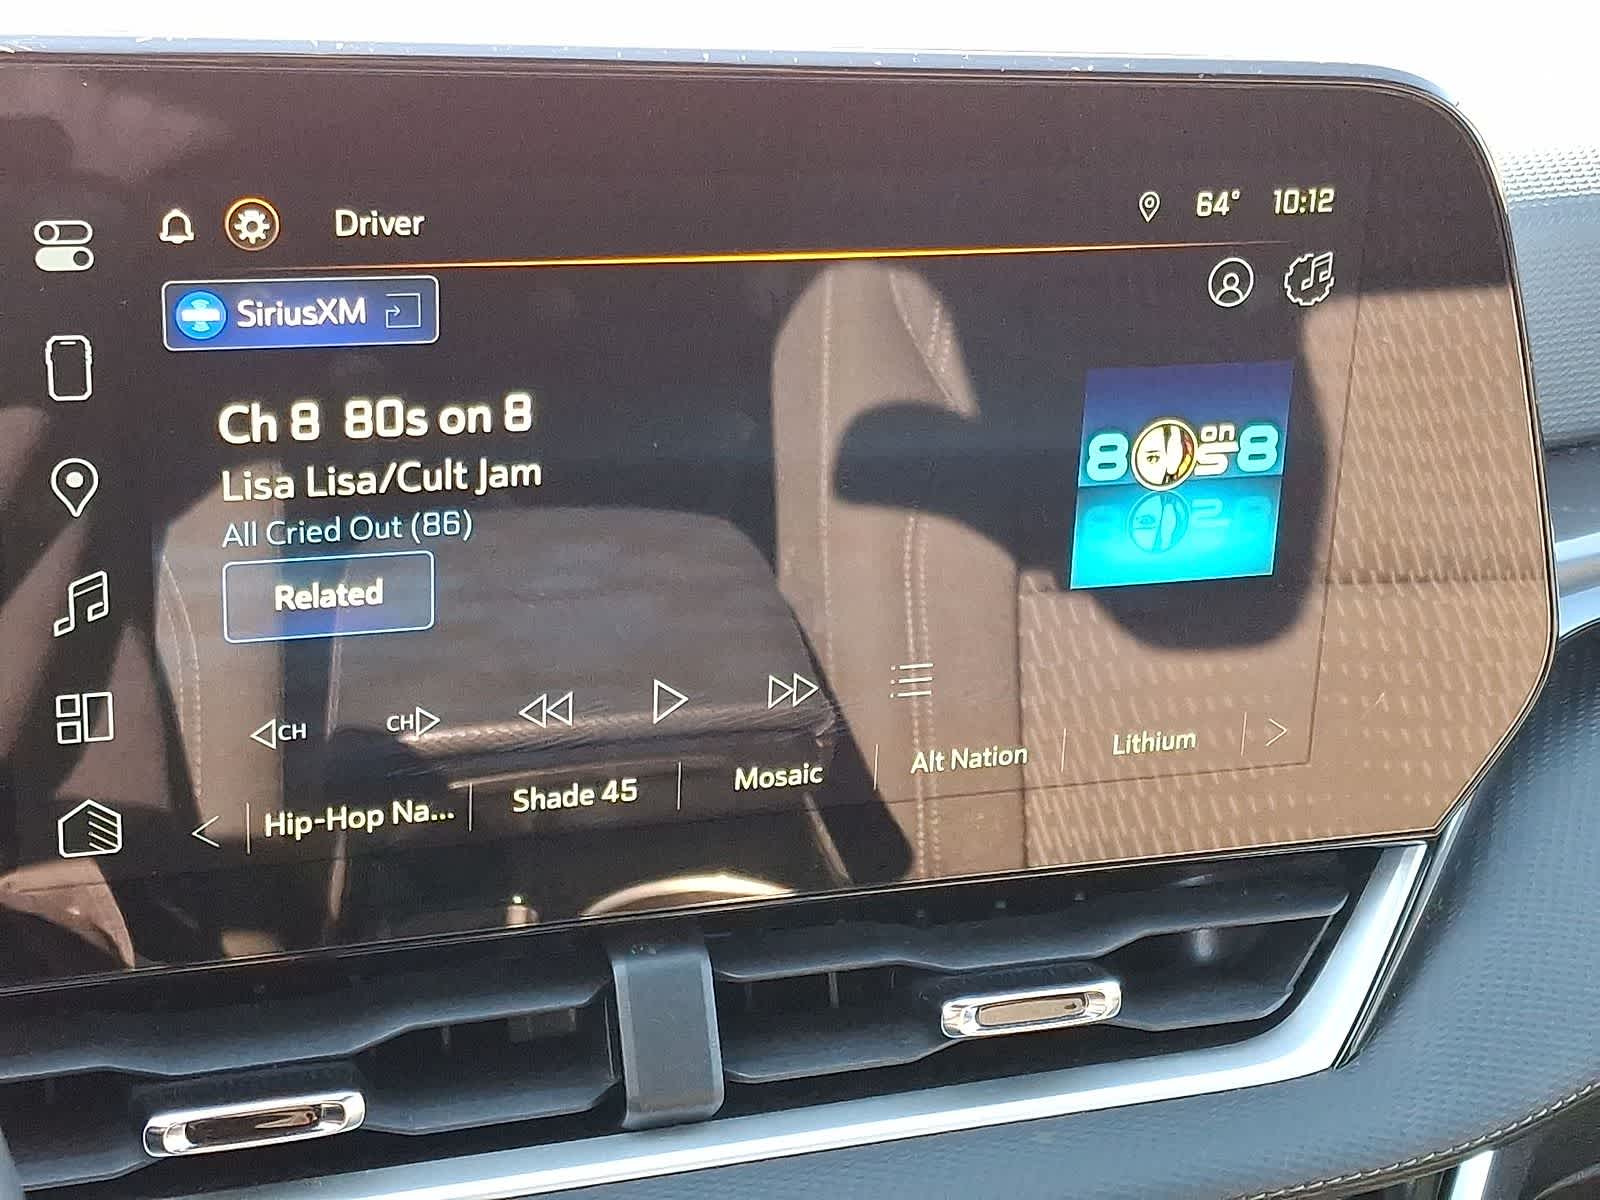 Driver
64° 10:12
SiriusXM
Ch 8 80s on 8
Lisa Lisa/Cult Jam
All Cried Out (86)
Related
80s on 8
CH CH
Hip-Hop Na... Shade 45 Mosaic Alt Nation Lithium